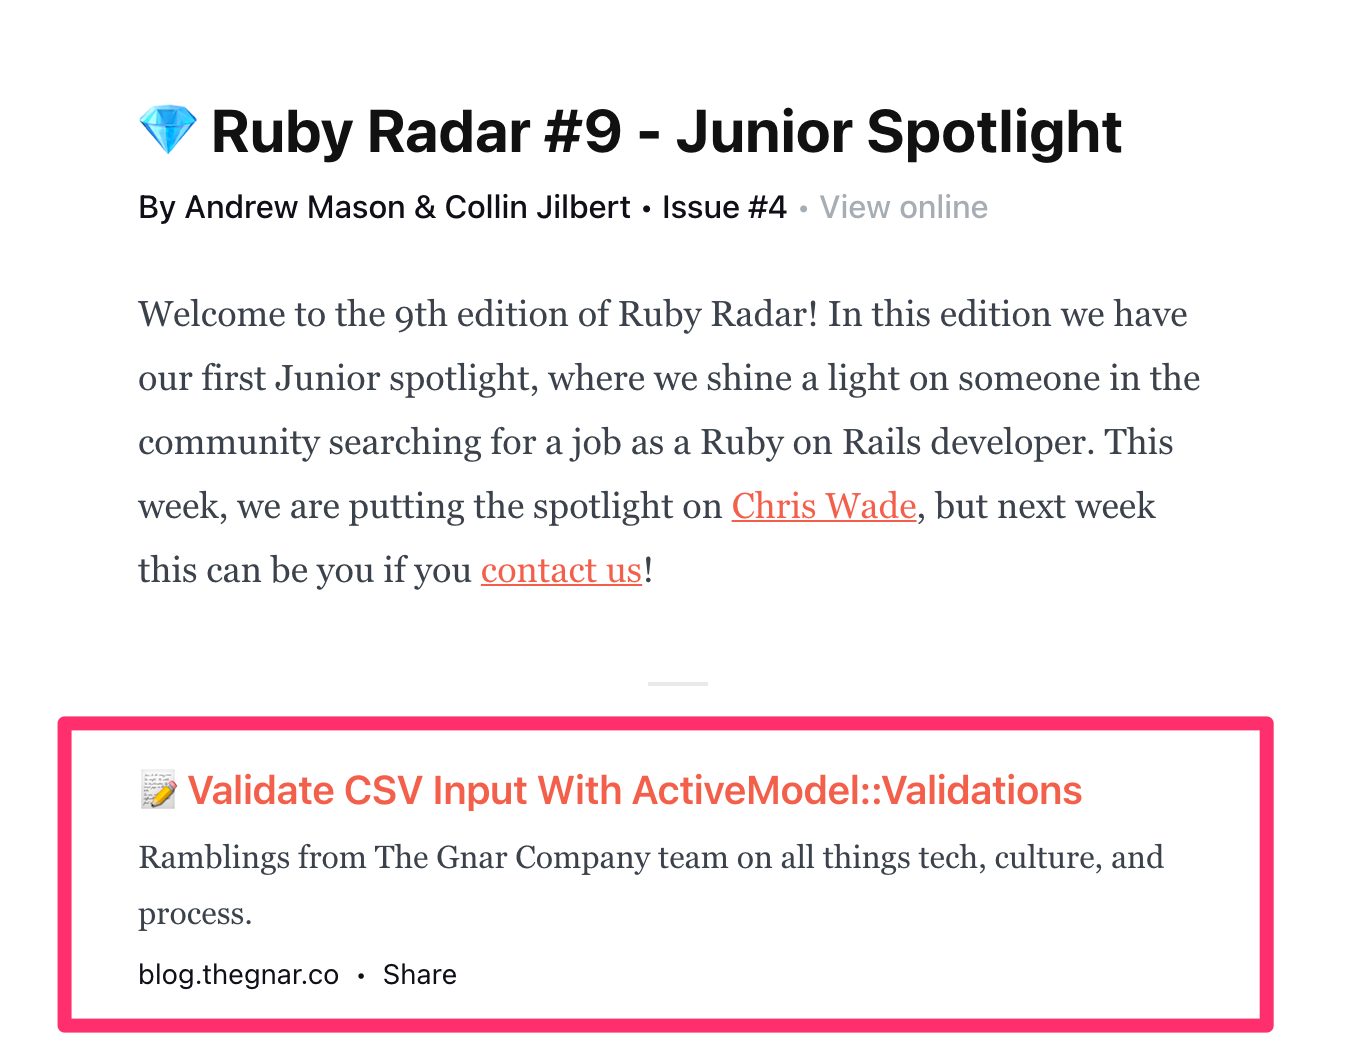 💎 Ruby Radar #9 - Junior Spotlight
By Andrew Mason & Collin Jilbert • Issue #4 • View online
Welcome to the 9th edition of Ruby Radar! In this edition we have
our first Junior spotlight, where we shine a light on someone in the
community searching for a job as a Ruby on Rails developer. This
week, we are putting the spotlight on Chris Wade, but next week
this can be you if you contact us!
📝 Validate CSV Input With ActiveModel::Validations
Ramblings from The Gnar Company team on all things tech, culture, and
process.
blog.thegnar.co • Share